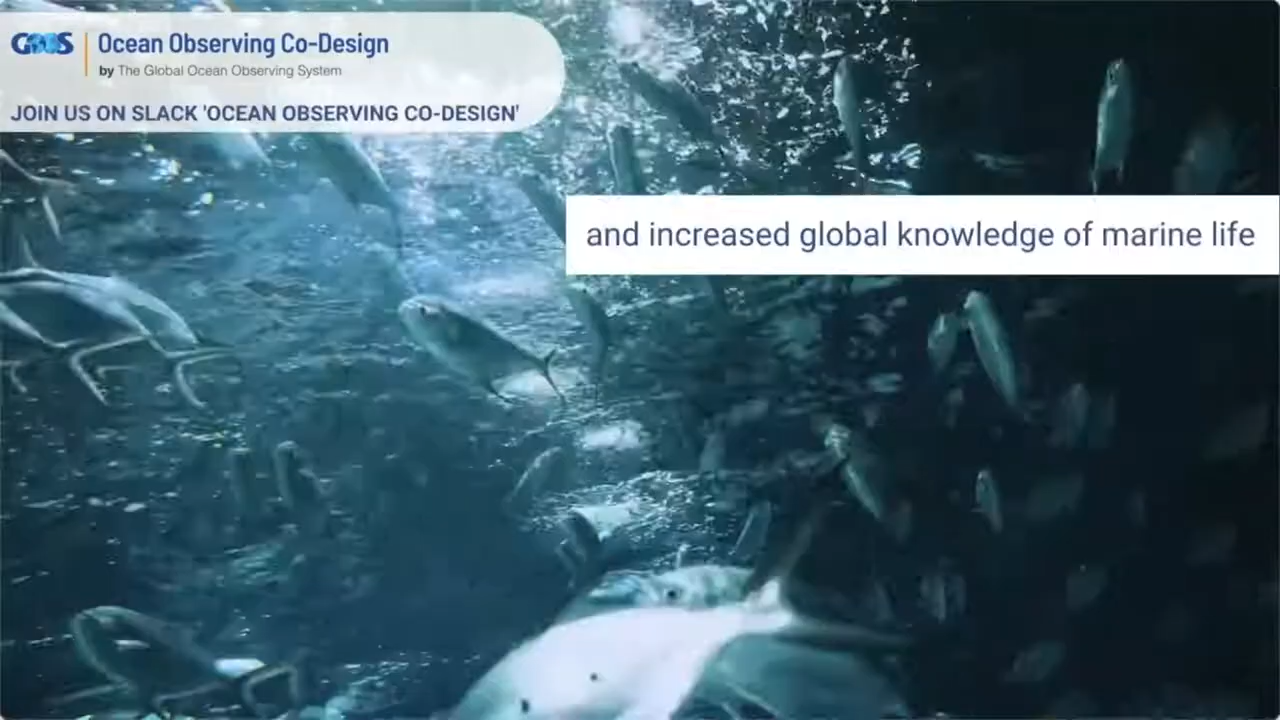 GOOS
Ocean Observing Co-Design
by The Global Ocean Observing System
JOIN US ON SLACK 'OCEAN OBSERVING CO-DESIGN'
and increased global knowledge of marine life